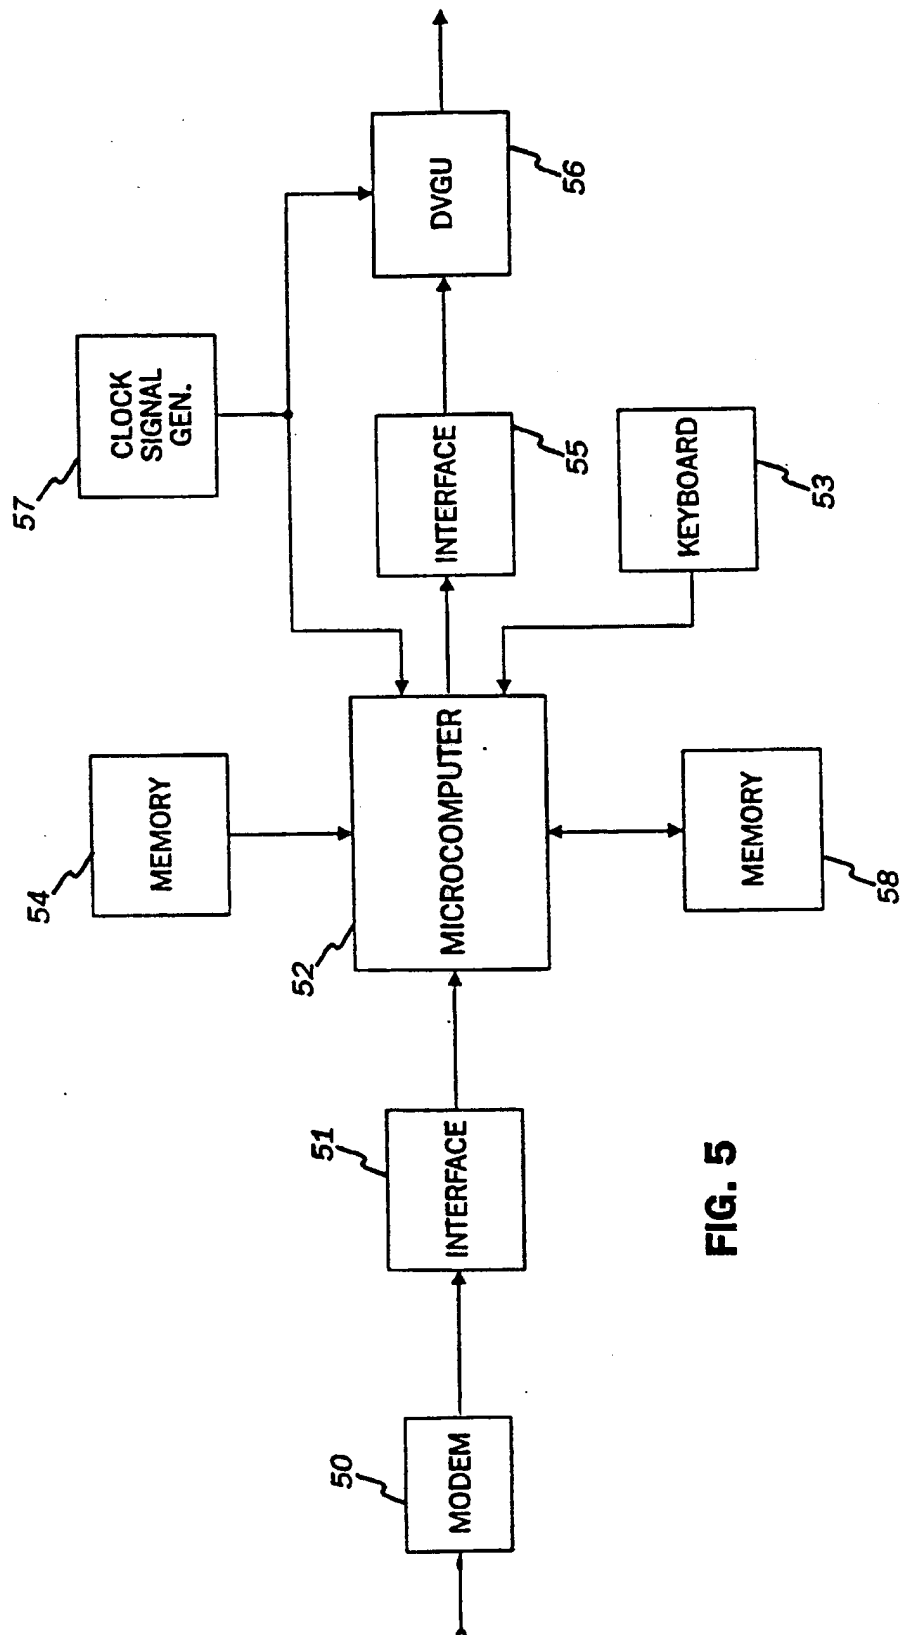 57
CLOCK
SIGNAL
GEN.
54
MEMORY
50
MODEM
51
INTERFACE
52
MICROCOMPUTER
INTERFACE
55
DVGU
56
KEYBOARD
53
MEMORY
58
FIG. 5